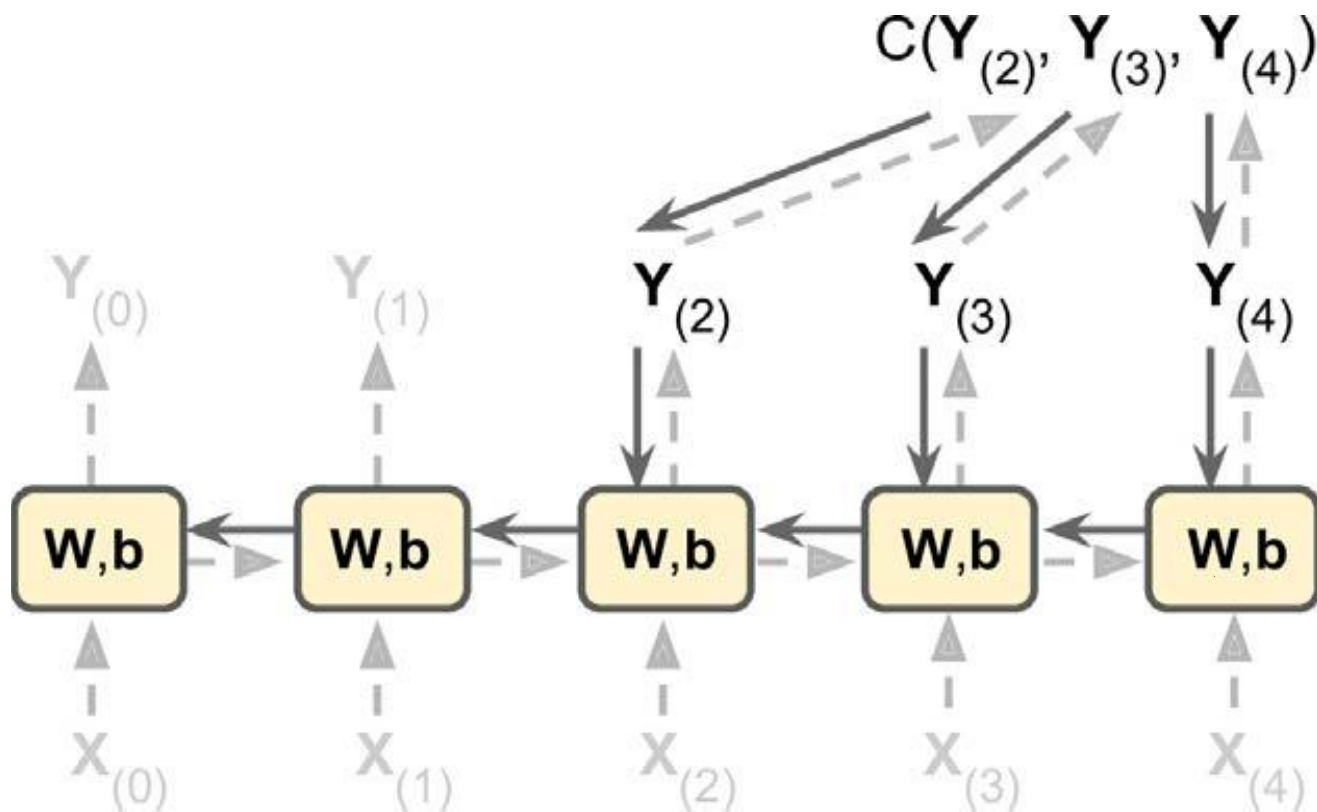 C(Y(2), Y(3), Y(4))
Y(0) Y(1) Y(2) Y(3) Y(4)
W,b W,b W,b W,b W,b
X(0) X(1) X(2) X(3) X(4)